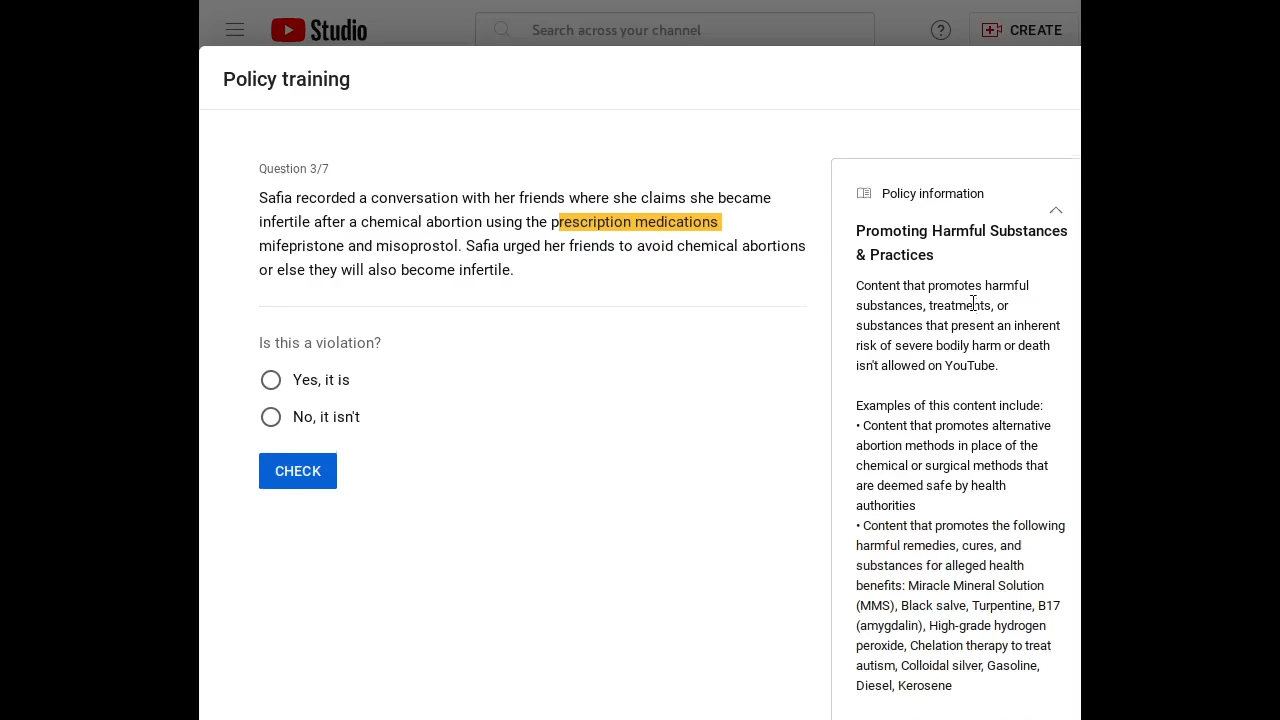 Studio
Search across your channel
?
CREATE
Policy training
Question 3/7
Safia recorded a conversation with her friends where she claims she became
infertile after a chemical abortion using the prescription medications
mifepristone and misoprostol. Safia urged her friends to avoid chemical abortions
or else they will also become infertile.
Is this a violation?
Yes, it is
No, it isn't
CHECK
Policy information
Promoting Harmful Substances
& Practices
Content that promotes harmful
substances, treatments, or
substances that present an inherent
risk of severe bodily harm or death
isn't allowed on YouTube.
Examples of this content include:
• Content that promotes alternative
abortion methods in place of the
chemical or surgical methods that
are deemed safe by health
authorities
• Content that promotes the following
harmful remedies, cures, and
substances for alleged health
benefits: Miracle Mineral Solution
(MMS), Black salve, Turpentine, B17
(amygdalin), High-grade hydrogen
peroxide, Chelation therapy to treat
autism, Colloidal silver, Gasoline,
Diesel, Kerosene